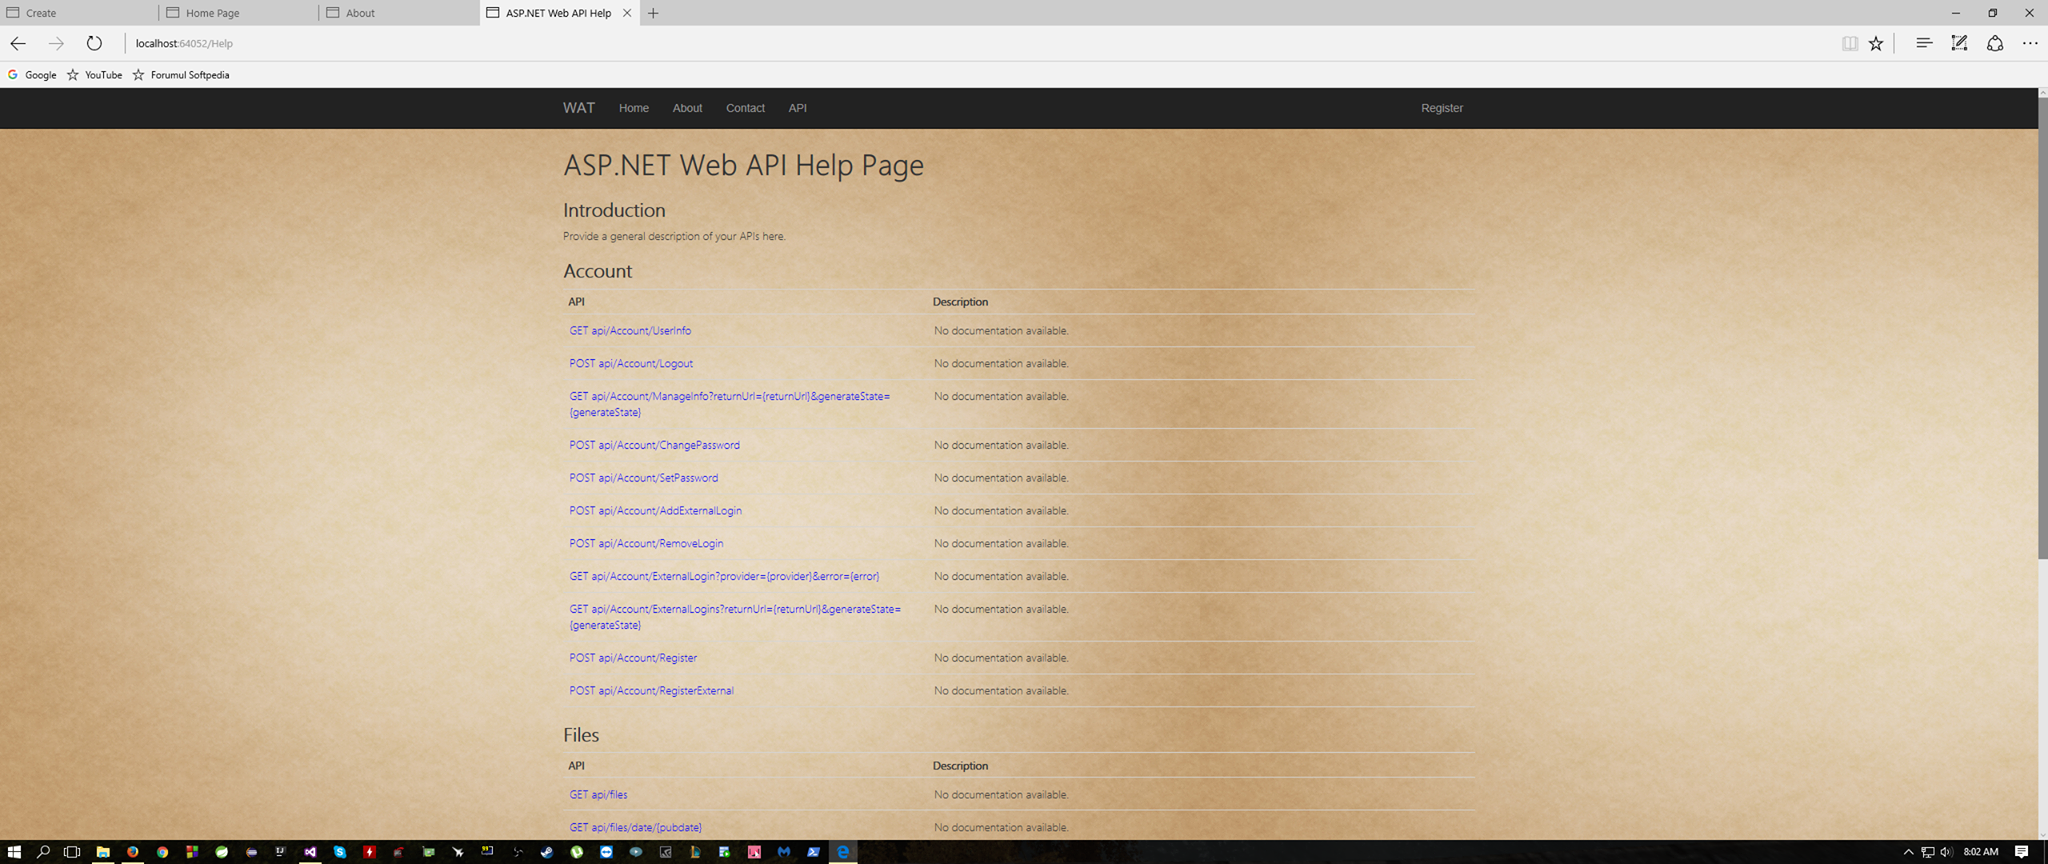 Create
Home Page
About
ASP.NET Web API Help
localhost:64052/Help
Google
YouTube
Forumul Softpedia
WAT Home About Contact API Register
ASP.NET Web API Help Page
Introduction
Provide a general description of your APIs here.
Account
API Description
GET api/Account/UserInfo No documentation available.
POST api/Account/Logout No documentation available.
GET api/Account/ManageInfo?returnUrl={returnUrl}&generateState= No documentation available.
{generateState}
POST api/Account/ChangePassword No documentation available.
POST api/Account/SetPassword No documentation available.
POST api/Account/AddExternalLogin No documentation available.
POST api/Account/RemoveLogin No documentation available.
GET api/Account/ExternalLogin?provider={provider}&error={error} No documentation available.
GET api/Account/ExternalLogins?returnUrl={returnUrl}&generateState= No documentation available.
{generateState}
POST api/Account/Register No documentation available.
POST api/Account/RegisterExternal No documentation available.
Files
API Description
GET api/files No documentation available.
GET api/files/date/{pubdate} No documentation available.
8:02 AM